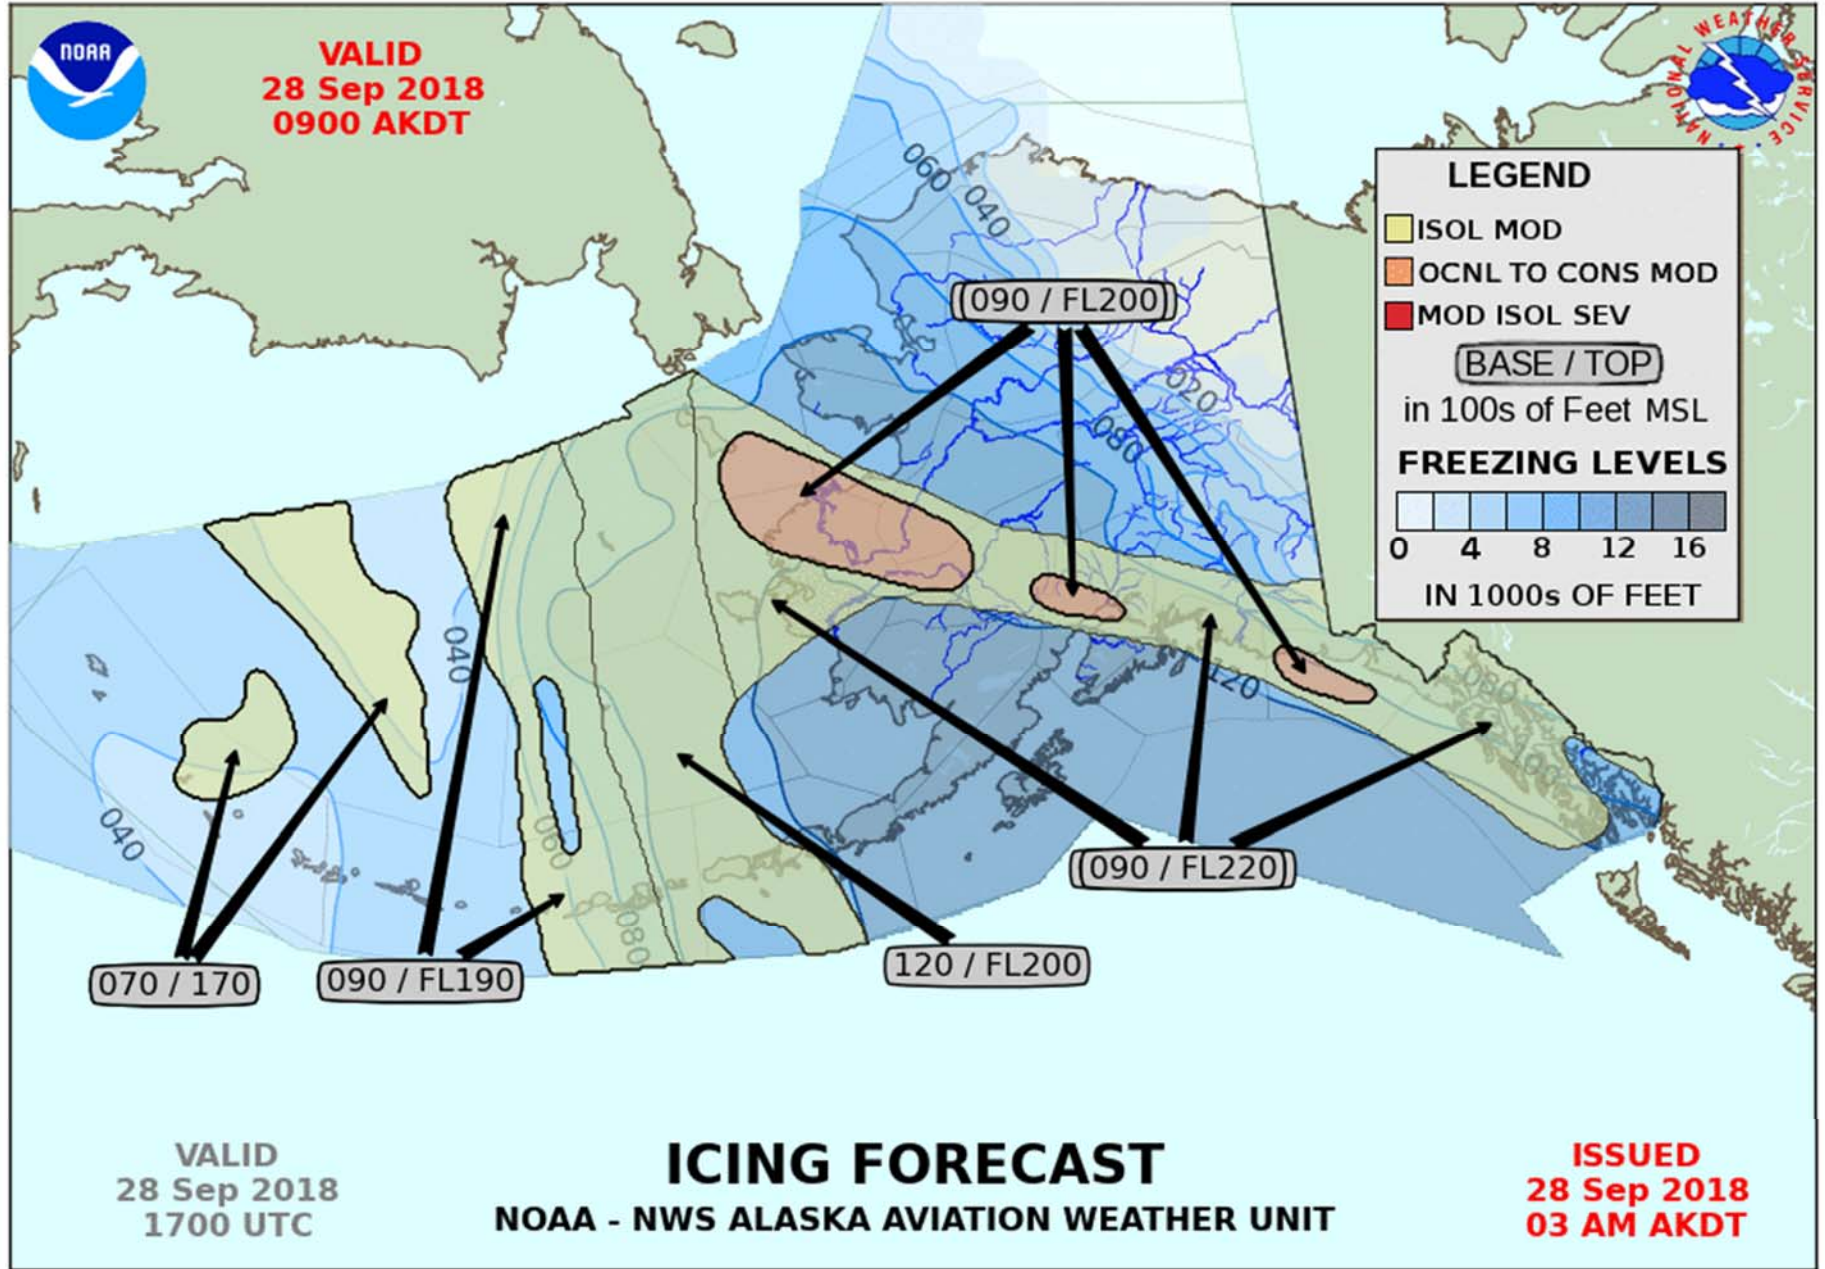 NOAA
VALID
28 Sep 2018
0900 AKDT
NATIONAL WEATHER SERVICE
LEGEND
ISOL MOD
OCNL TO CONS MOD
MOD ISOL SEV
BASE / TOP
in 100s of Feet MSL
FREEZING LEVELS
0 4 8 12 16
IN 1000s OF FEET
060
040
090 / FL200
020
080
040
120
080
100
040
060
080
090 / FL220
120 / FL200
070 / 170
090 / FL190
VALID
28 Sep 2018
1700 UTC
ICING FORECAST
NOAA - NWS ALASKA AVIATION WEATHER UNIT
ISSUED
28 Sep 2018
03 AM AKDT